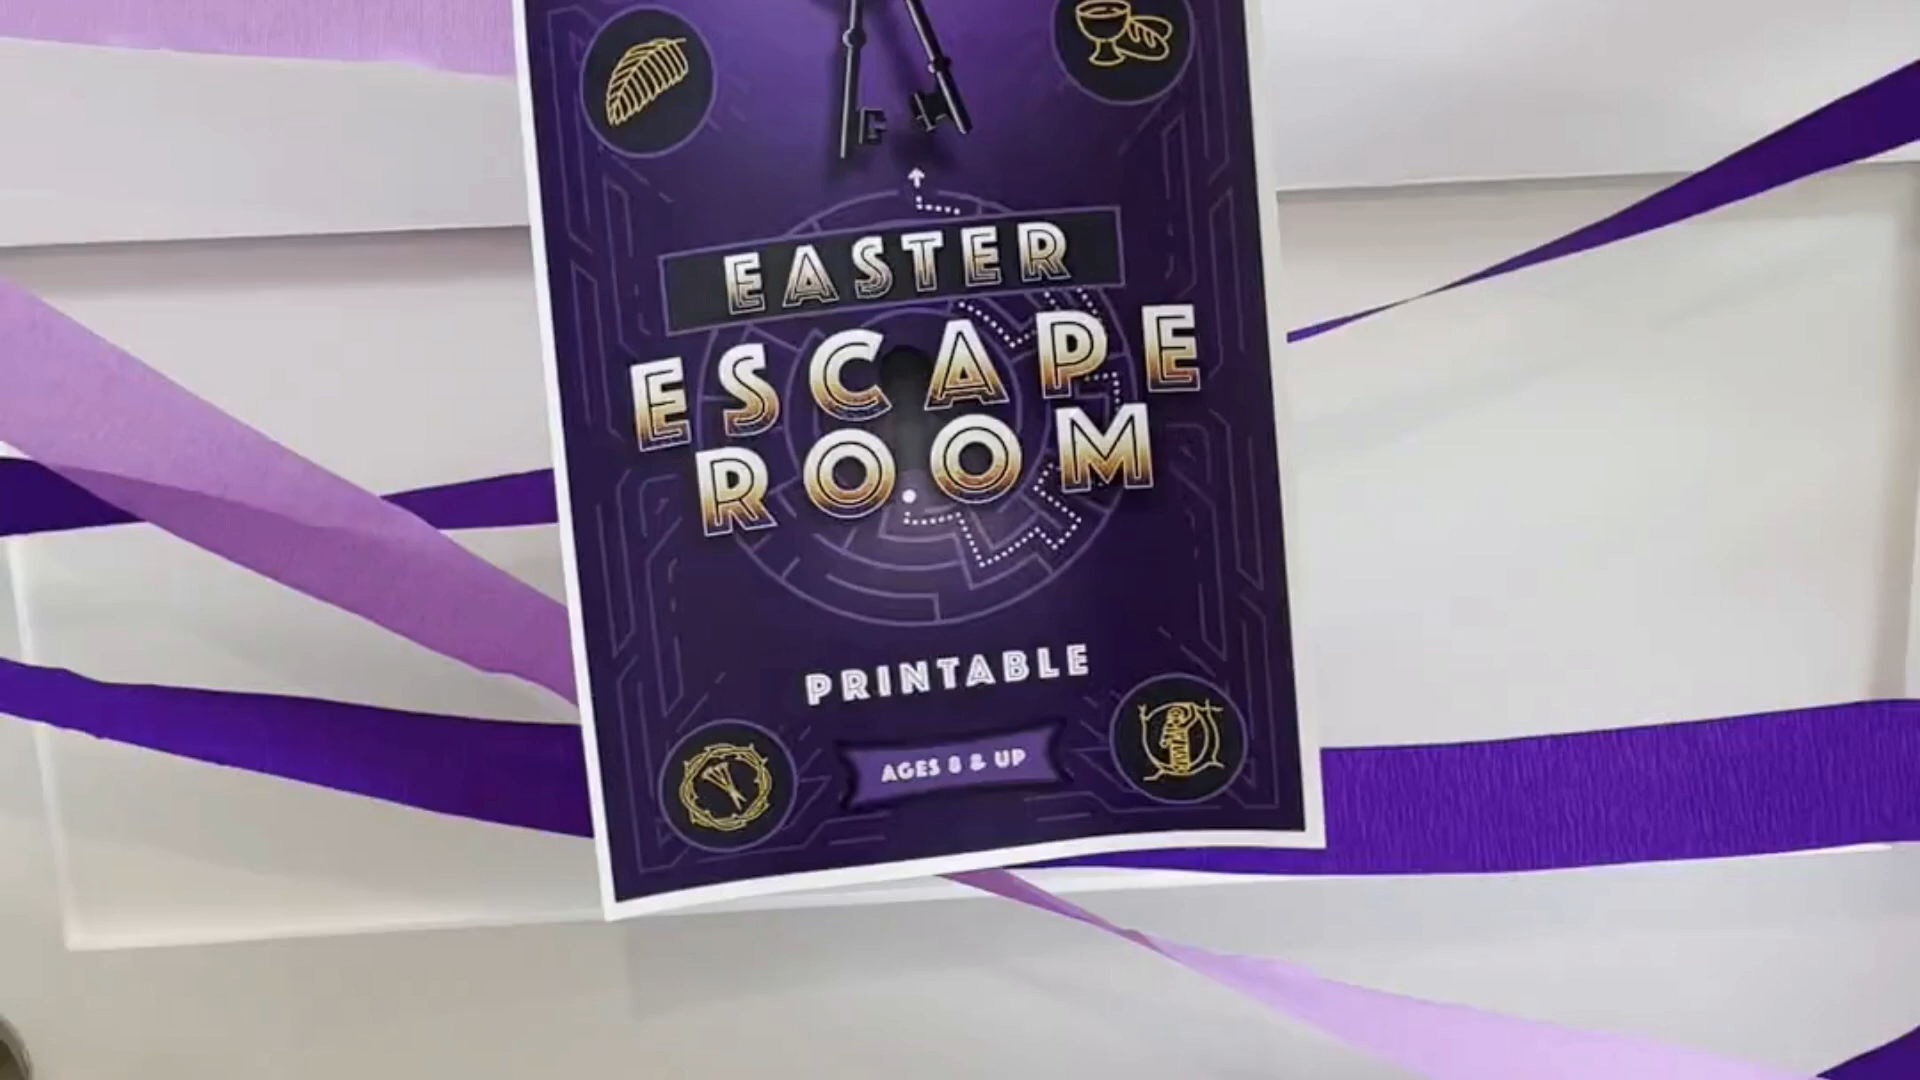 EASTER
ESCAPE
ROOM
PRINTABLE
AGES 8 & UP